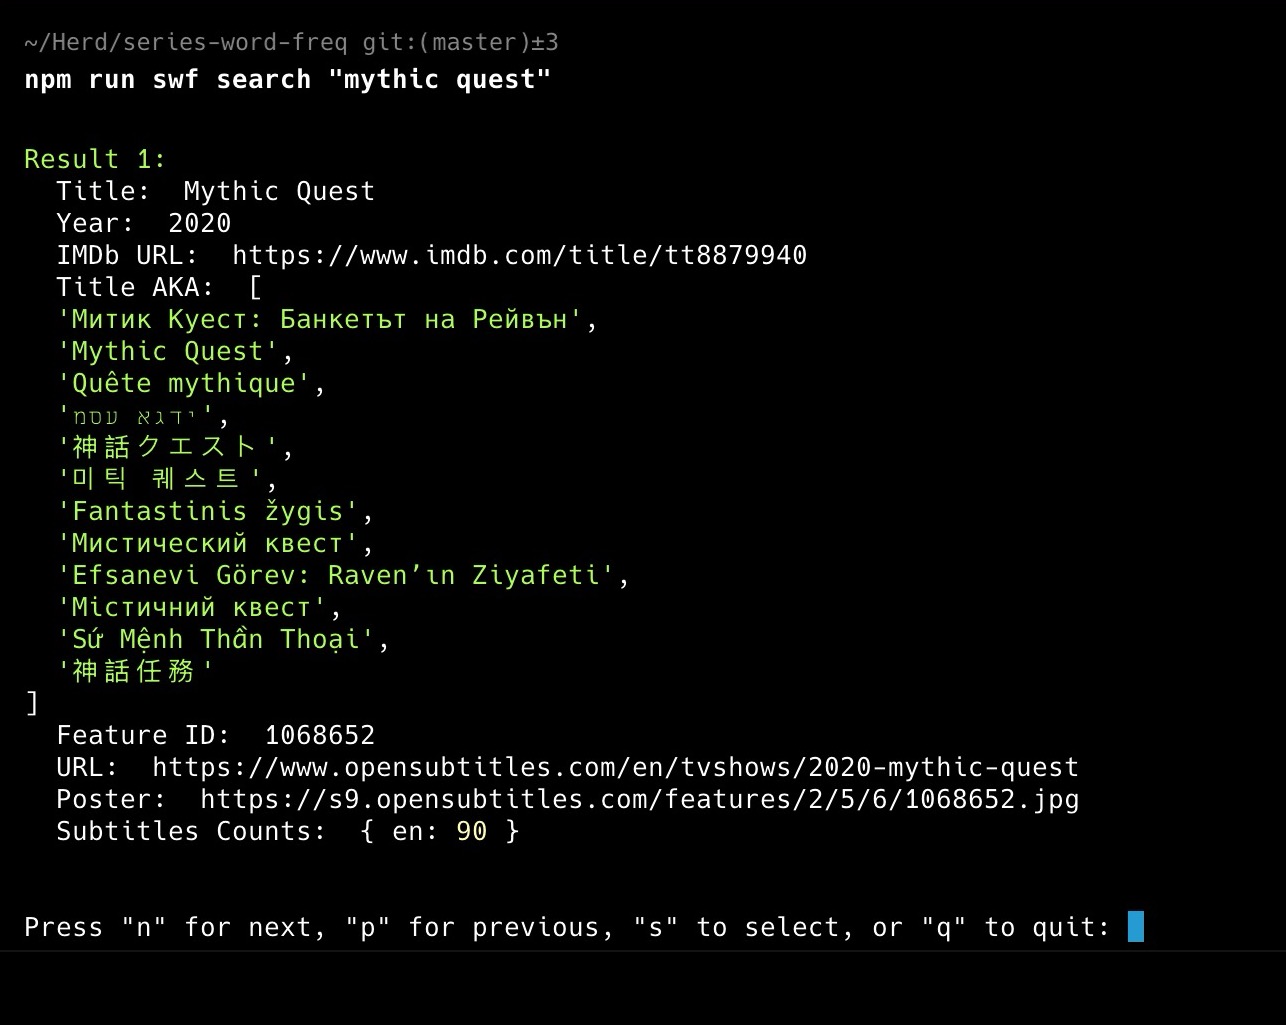 ~/Herd/series-word-freq git:(master)±3
npm run swf search "mythic quest"
Result 1:
Title: Mythic Quest
Year: 2020
IMDb URL: https://www.imdb.com/title/tt8879940
Title AKA: [
'Митик Куест: Банкетът на Рейвън',
'Mythic Quest',
'Quête mythique',
'מסע אגדי',
'神話クエスト',
'미틱 퀘스트',
'Fantastinis žygis',
'Мистический квест',
'Efsanevi Görev: Raven’ın Ziyafeti',
'Містичний квест',
'Sứ Mệnh Thần Thoại',
'神話任務'
]
Feature ID: 1068652
URL: https://www.opensubtitles.com/en/tvshows/2020-mythic-quest
Poster: https://s9.opensubtitles.com/features/2/5/6/1068652.jpg
Subtitles Counts: { en: 90 }
Press "n" for next, "p" for previous, "s" to select, or "q" to quit: